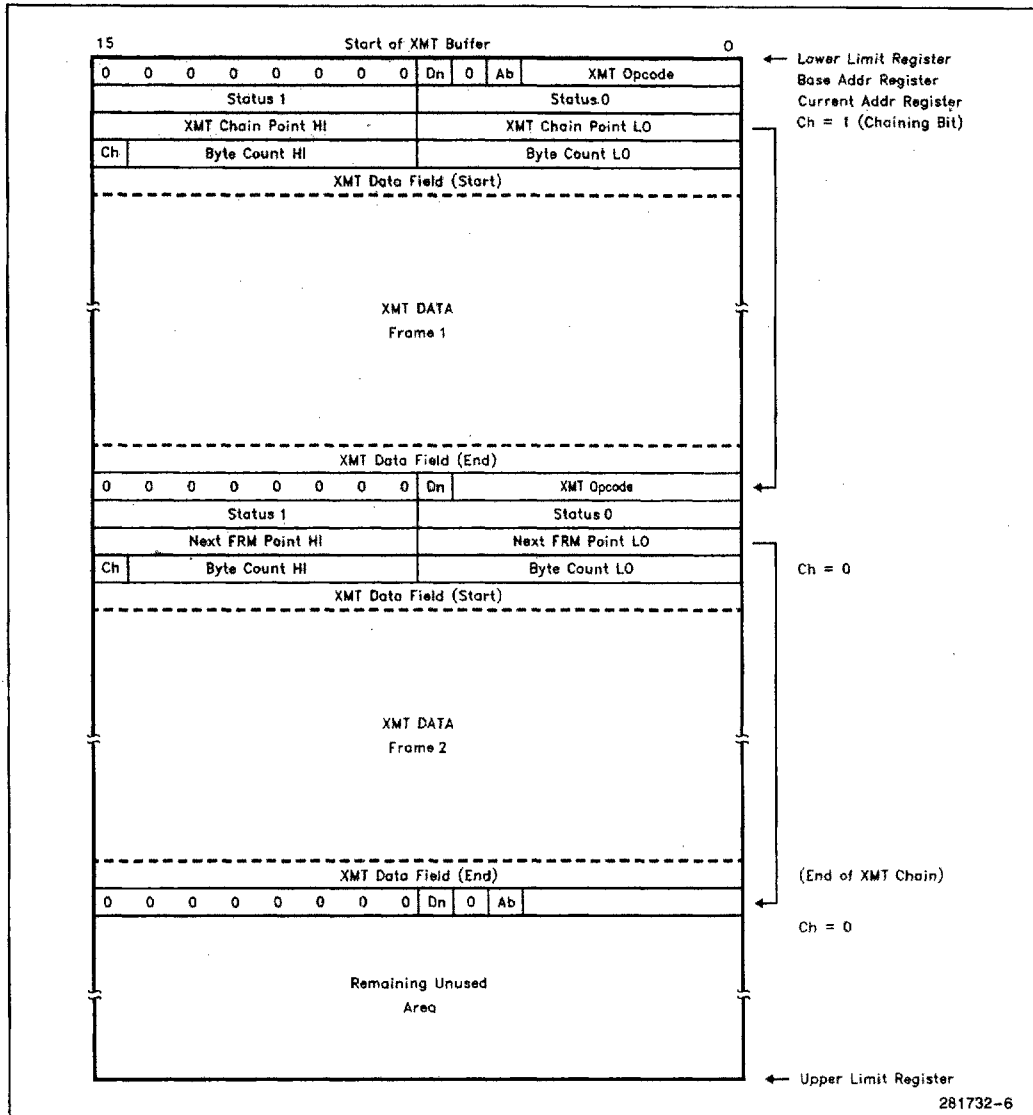 15 Start of XMT Buffer 0
0 0 0 0 0 0 0 0 Dn 0 Ab XMT Opcode
Lower Limit Register
Base Addr Register
Status 1 Status 0
Current Addr Register
XMT Chain Point HI XMT Chain Point LO
Ch = 1 (Chaining Bit)
Ch Byte Count HI Byte Count LO
XMT Data Field (Start)
XMT DATA
Frame 1
XMT Data Field (End)
0 0 0 0 0 0 0 0 Dn XMT Opcode
Status 1 Status 0
Next FRM Point HI Next FRM Point LO
Ch Byte Count HI Byte Count LO Ch = 0
XMT Data Field (Start)
XMT DATA
Frame 2
XMT Data Field (End) (End of XMT Chain)
0 0 0 0 0 0 0 0 Dn 0 Ab
Ch = 0
Remaining Unused
Area
Upper Limit Register
281732-6